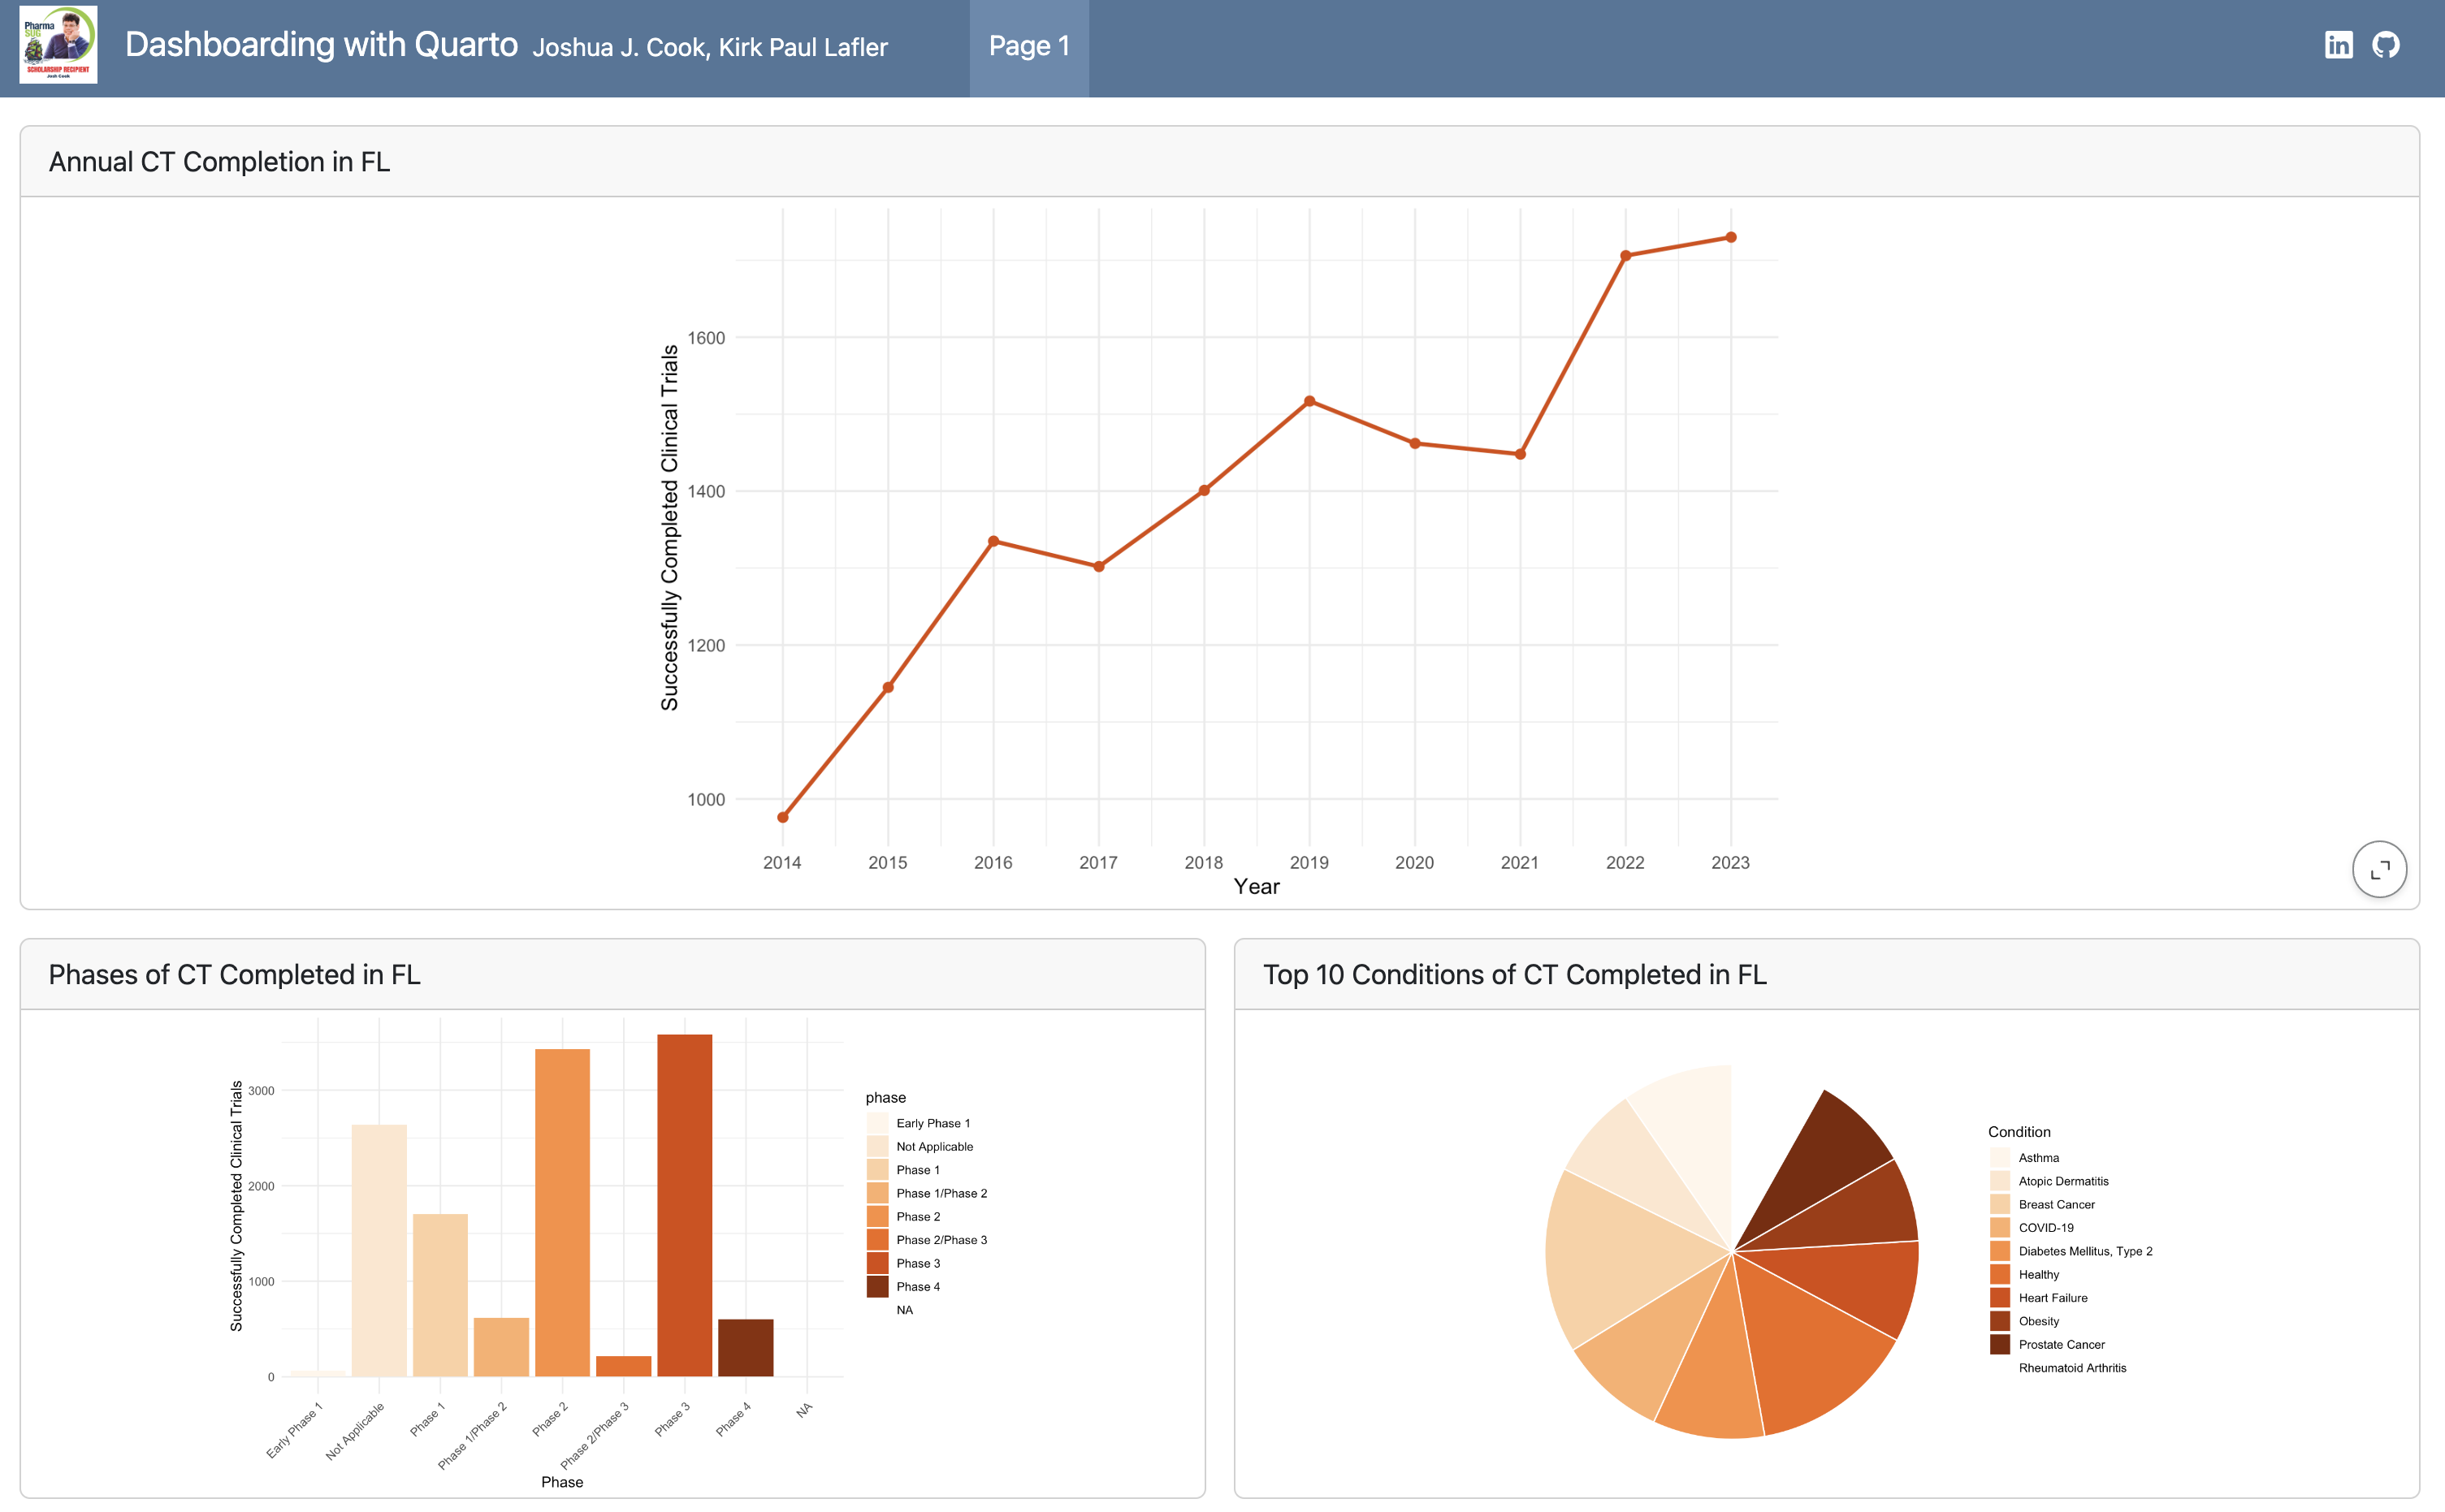 Pharma
SUG
SCHOLARSHIP RECIPIENT
Josh Cook
Dashboarding with Quarto Joshua J. Cook, Kirk Paul Lafler
Page 1
Annual CT Completion in FL
Successfully Completed Clinical Trials
1600
1400
1200
1000
2014 2015 2016 2017 2018 2019 2020 2021 2022 2023
Year
Phases of CT Completed in FL
Successfully Completed Clinical Trials
3000
2000
1000
0
Early Phase 1
Not Applicable
Phase 1
Phase 1/Phase 2
Phase 2
Phase 2/Phase 3
Phase 3
Phase 4
NA
Phase
phase
Early Phase 1
Not Applicable
Phase 1
Phase 1/Phase 2
Phase 2
Phase 2/Phase 3
Phase 3
Phase 4
NA
Top 10 Conditions of CT Completed in FL
Condition
Asthma
Atopic Dermatitis
Breast Cancer
COVID-19
Diabetes Mellitus, Type 2
Healthy
Heart Failure
Obesity
Prostate Cancer
Rheumatoid Arthritis